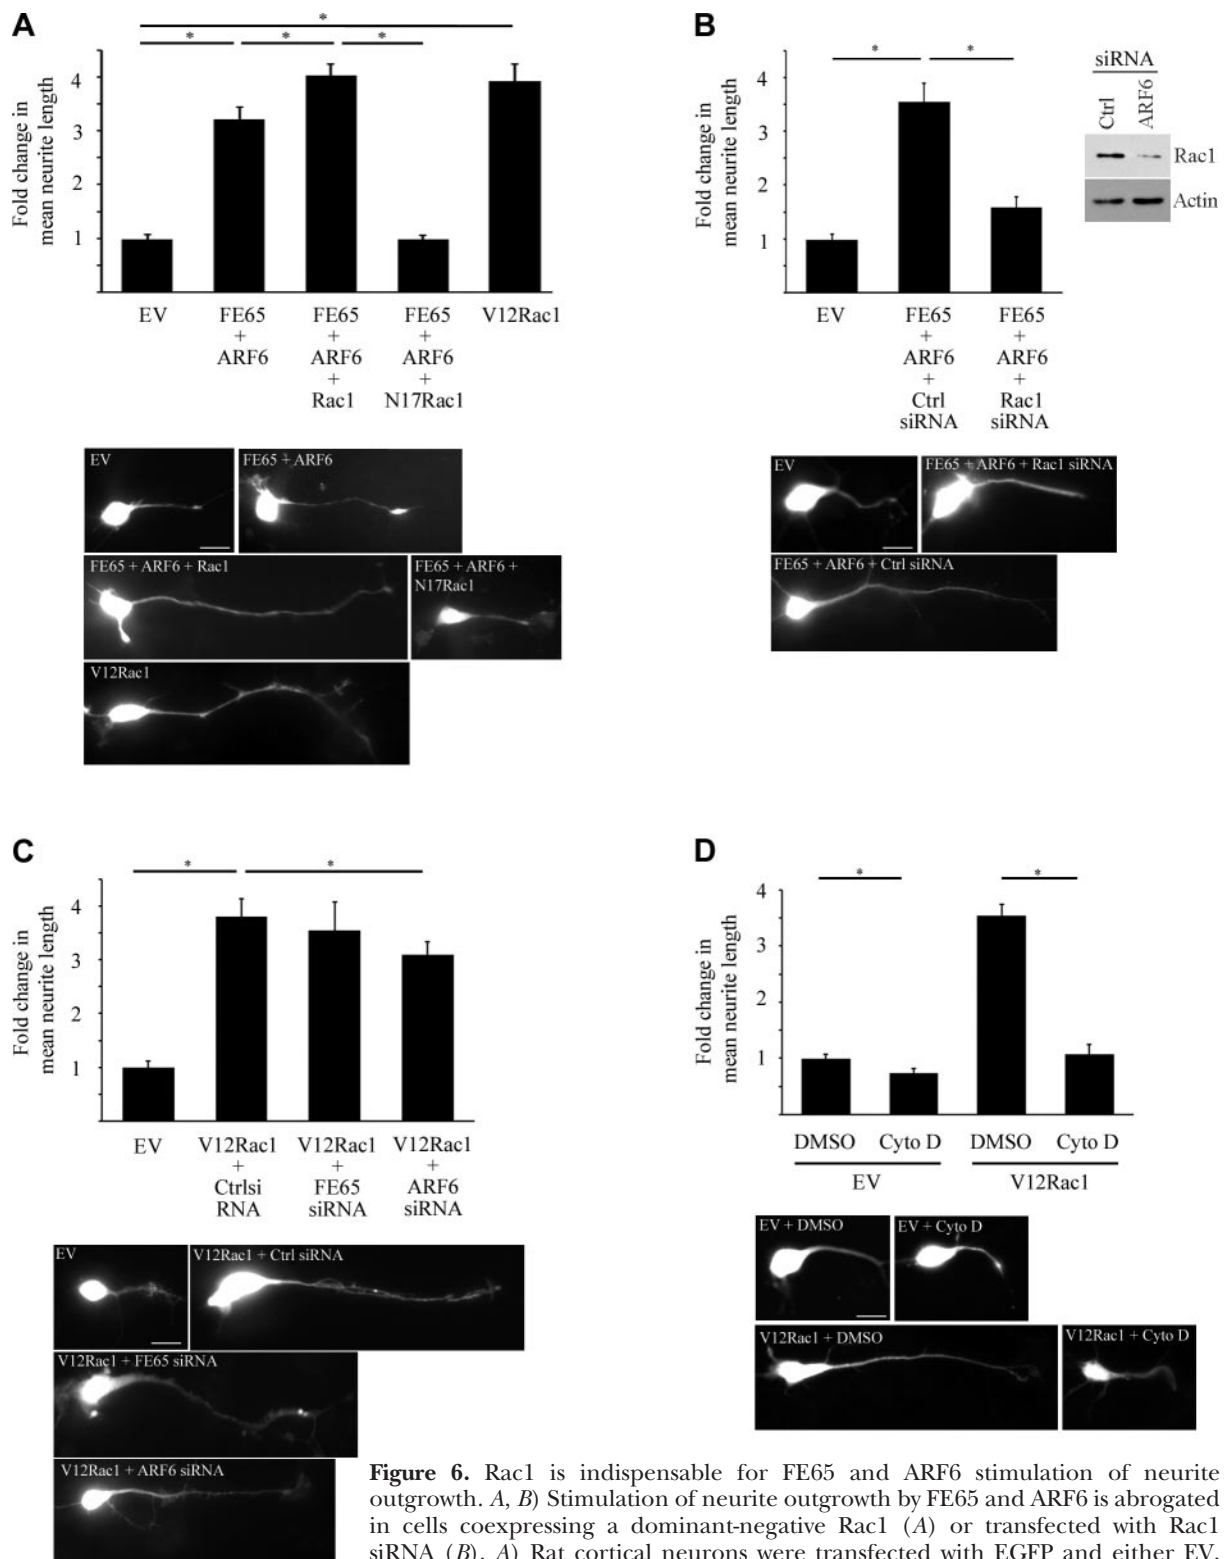 A
*
* * *
Fold change in
mean neurite length
4
3
2
1
EV
FE65
+
ARF6
FE65
+
ARF6
+
Rac1
FE65
+
ARF6
+
N17Rac1
V12Rac1
EV
FE65 + ARF6
FE65 + ARF6 + Rac1
FE65 + ARF6 +
N17Rac1
V12Rac1
B
* *
Fold change in
mean neurite length
4
3
2
1
EV
FE65
+
ARF6
+
Ctrl
siRNA
FE65
+
ARF6
+
Rac1
siRNA
siRNA
Ctrl
ARF6
Rac1
Actin
EV
FE65 + ARF6 + Rac1 siRNA
FE65 + ARF6 + Ctrl siRNA
C
* *
Fold change in
mean neurite length
4
3
2
1
EV
V12Rac1
+
Ctrlsi
RNA
V12Rac1
+
FE65
siRNA
V12Rac1
+
ARF6
siRNA
EV
V12Rac1 + Ctrl siRNA
V12Rac1 + FE65 siRNA
V12Rac1 + ARF6 siRNA
D
* *
Fold change in
mean neurite length
4
3
2
1
DMSO Cyto D DMSO Cyto D
EV V12Rac1
EV + DMSO
EV + Cyto D
V12Rac1 + DMSO
V12Rac1 + Cyto D
Figure 6. Rac1 is indispensable for FE65 and ARF6 stimulation of neurite
outgrowth. A, B) Stimulation of neurite outgrowth by FE65 and ARF6 is abrogated
in cells coexpressing a dominant-negative Rac1 (A) or transfected with Rac1
siRNA (B). A) Rat cortical neurons were transfected with EGFP and either EV,